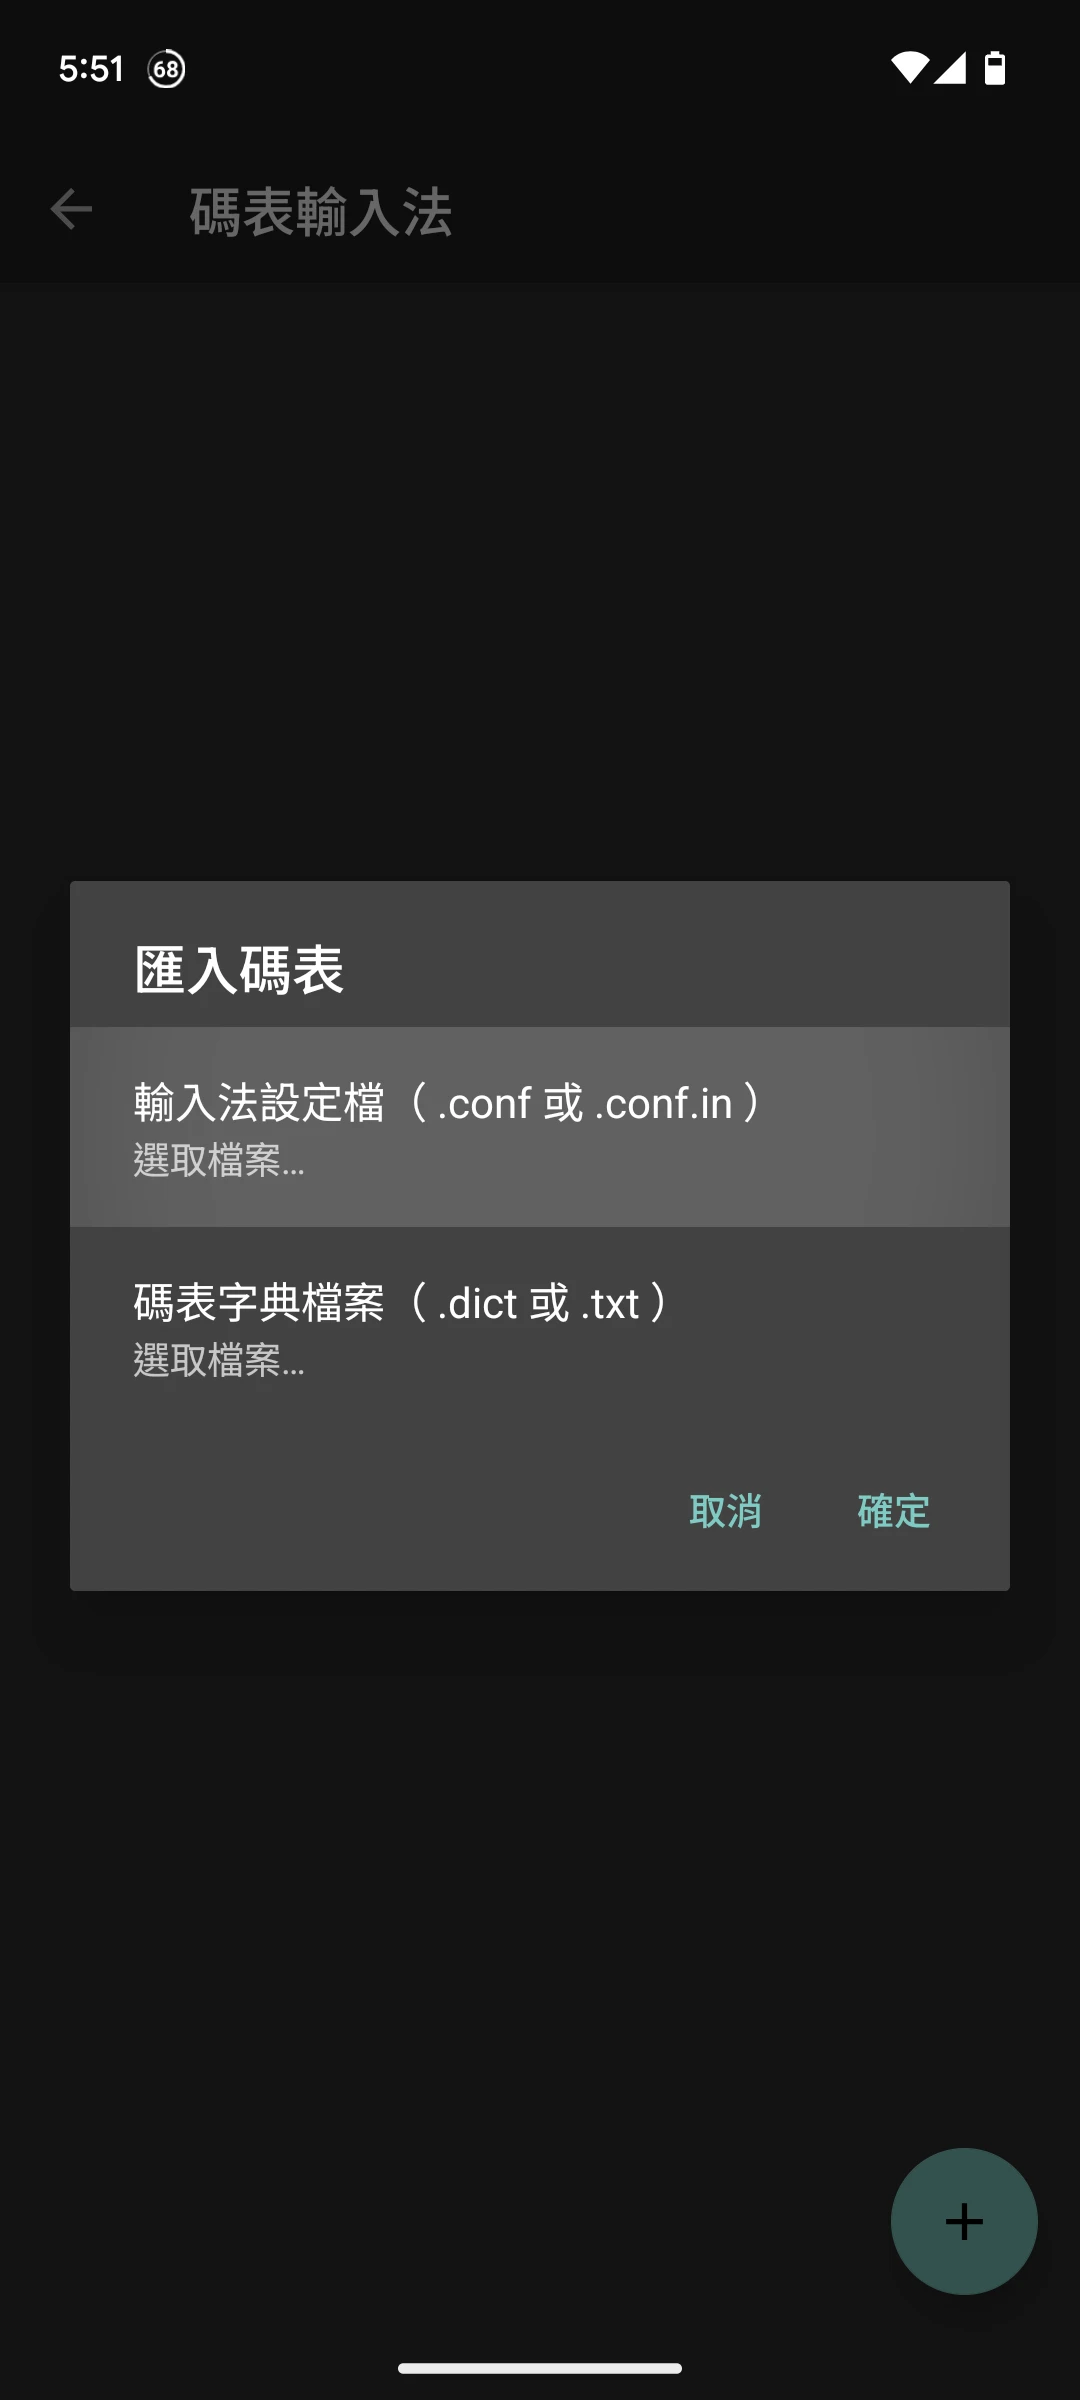 5:51 68
碼表輸入法
匯入碼表
輸入法設定檔（ .conf 或 .conf.in ）
選取檔案...
碼表字典檔案（ .dict 或 .txt ）
選取檔案...
取消 確定